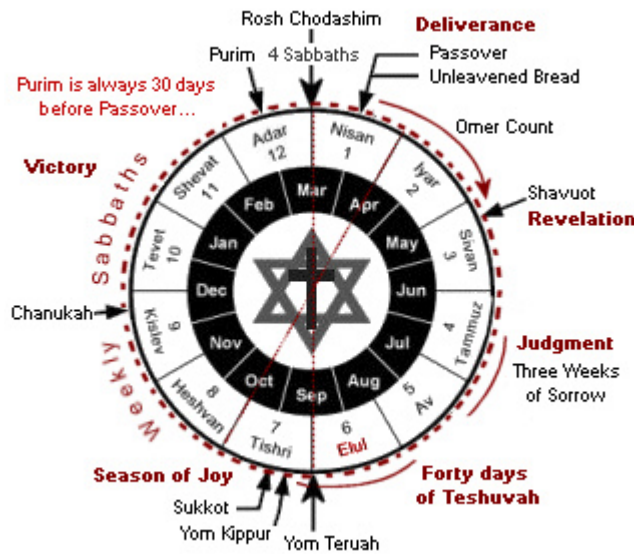 Rosh Chodashim
Deliverance
Purim
4 Sabbaths
Passover
Unleavened Bread
Purim is always 30 days
before Passover...
Omer Count
Victory
Shavuot
Revelation
Weekly Sabbaths
Chanukah
Judgment
Three Weeks
of Sorrow
Season of Joy
Forty days
of Teshuvah
Sukkot
Yom Kippur
Yom Teruah
Nisan
1
Iyar
2
Sivan
3
Tammuz
4
Av
5
Elul
6
Tishri
7
Heshvan
8
Kislev
9
Tevet
10
Shevat
11
Adar
12
Mar
Apr
May
Jun
Jul
Aug
Sep
Oct
Nov
Dec
Jan
Feb